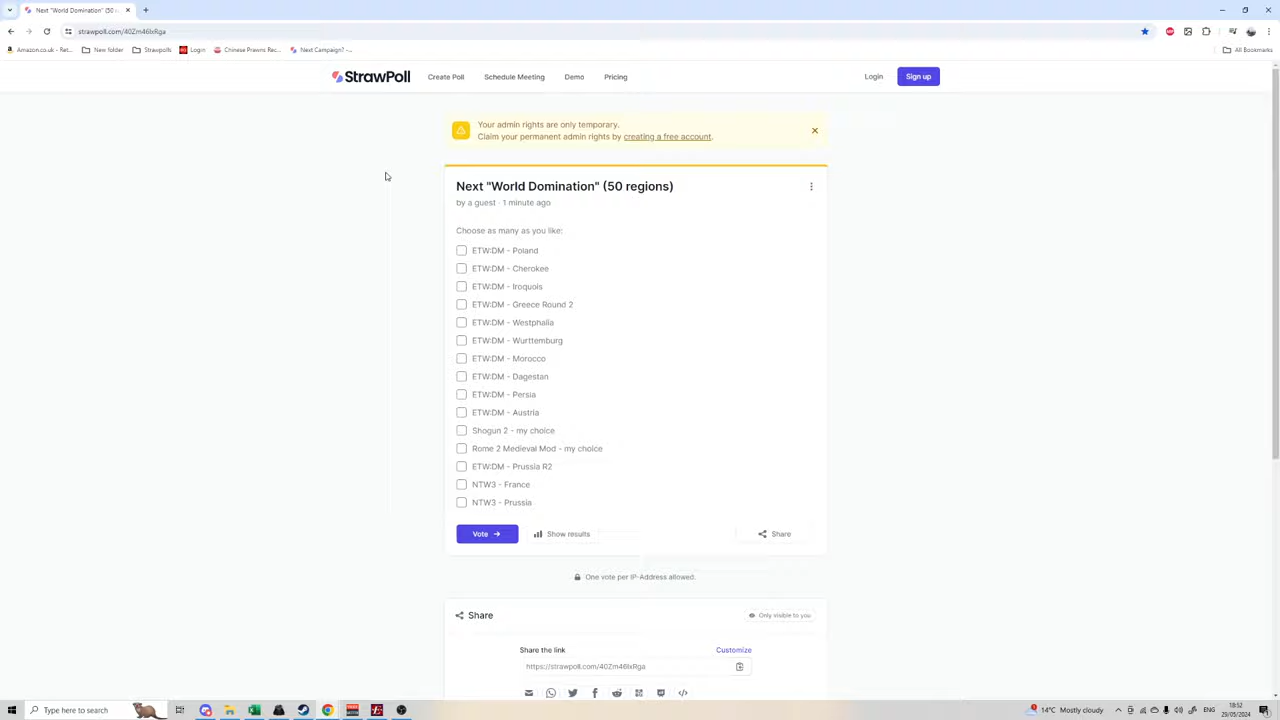 Next "World Domination" (50 r
strawpoll.com/40Zm46lxRga
Amazon.co.uk - Ret...
New folder
Strawpolls
Login
Chinese Prawns Rec...
Next Campaign? -...
All Bookmarks
StrawPoll
Create Poll
Schedule Meeting
Demo
Pricing
Login
Sign up
Your admin rights are only temporary.
Claim your permanent admin rights by creating a free account.
Next "World Domination" (50 regions)
by a guest · 1 minute ago
Choose as many as you like:
ETW:DM - Poland
ETW:DM - Cherokee
ETW:DM - Iroquois
ETW:DM - Greece Round 2
ETW:DM - Westphalia
ETW:DM - Wurttemburg
ETW:DM - Morocco
ETW:DM - Dagestan
ETW:DM - Persia
ETW:DM - Austria
Shogun 2 - my choice
Rome 2 Medieval Mod - my choice
ETW:DM - Prussia R2
NTW3 - France
NTW3 - Prussia
Vote
Show results
Share
One vote per IP-Address allowed.
Share
Only visible to you
Share the link
Customize
https://strawpoll.com/40Zm46lxRga
Type here to search
14°C Mostly cloudy
ENG
18:52
29/05/2024